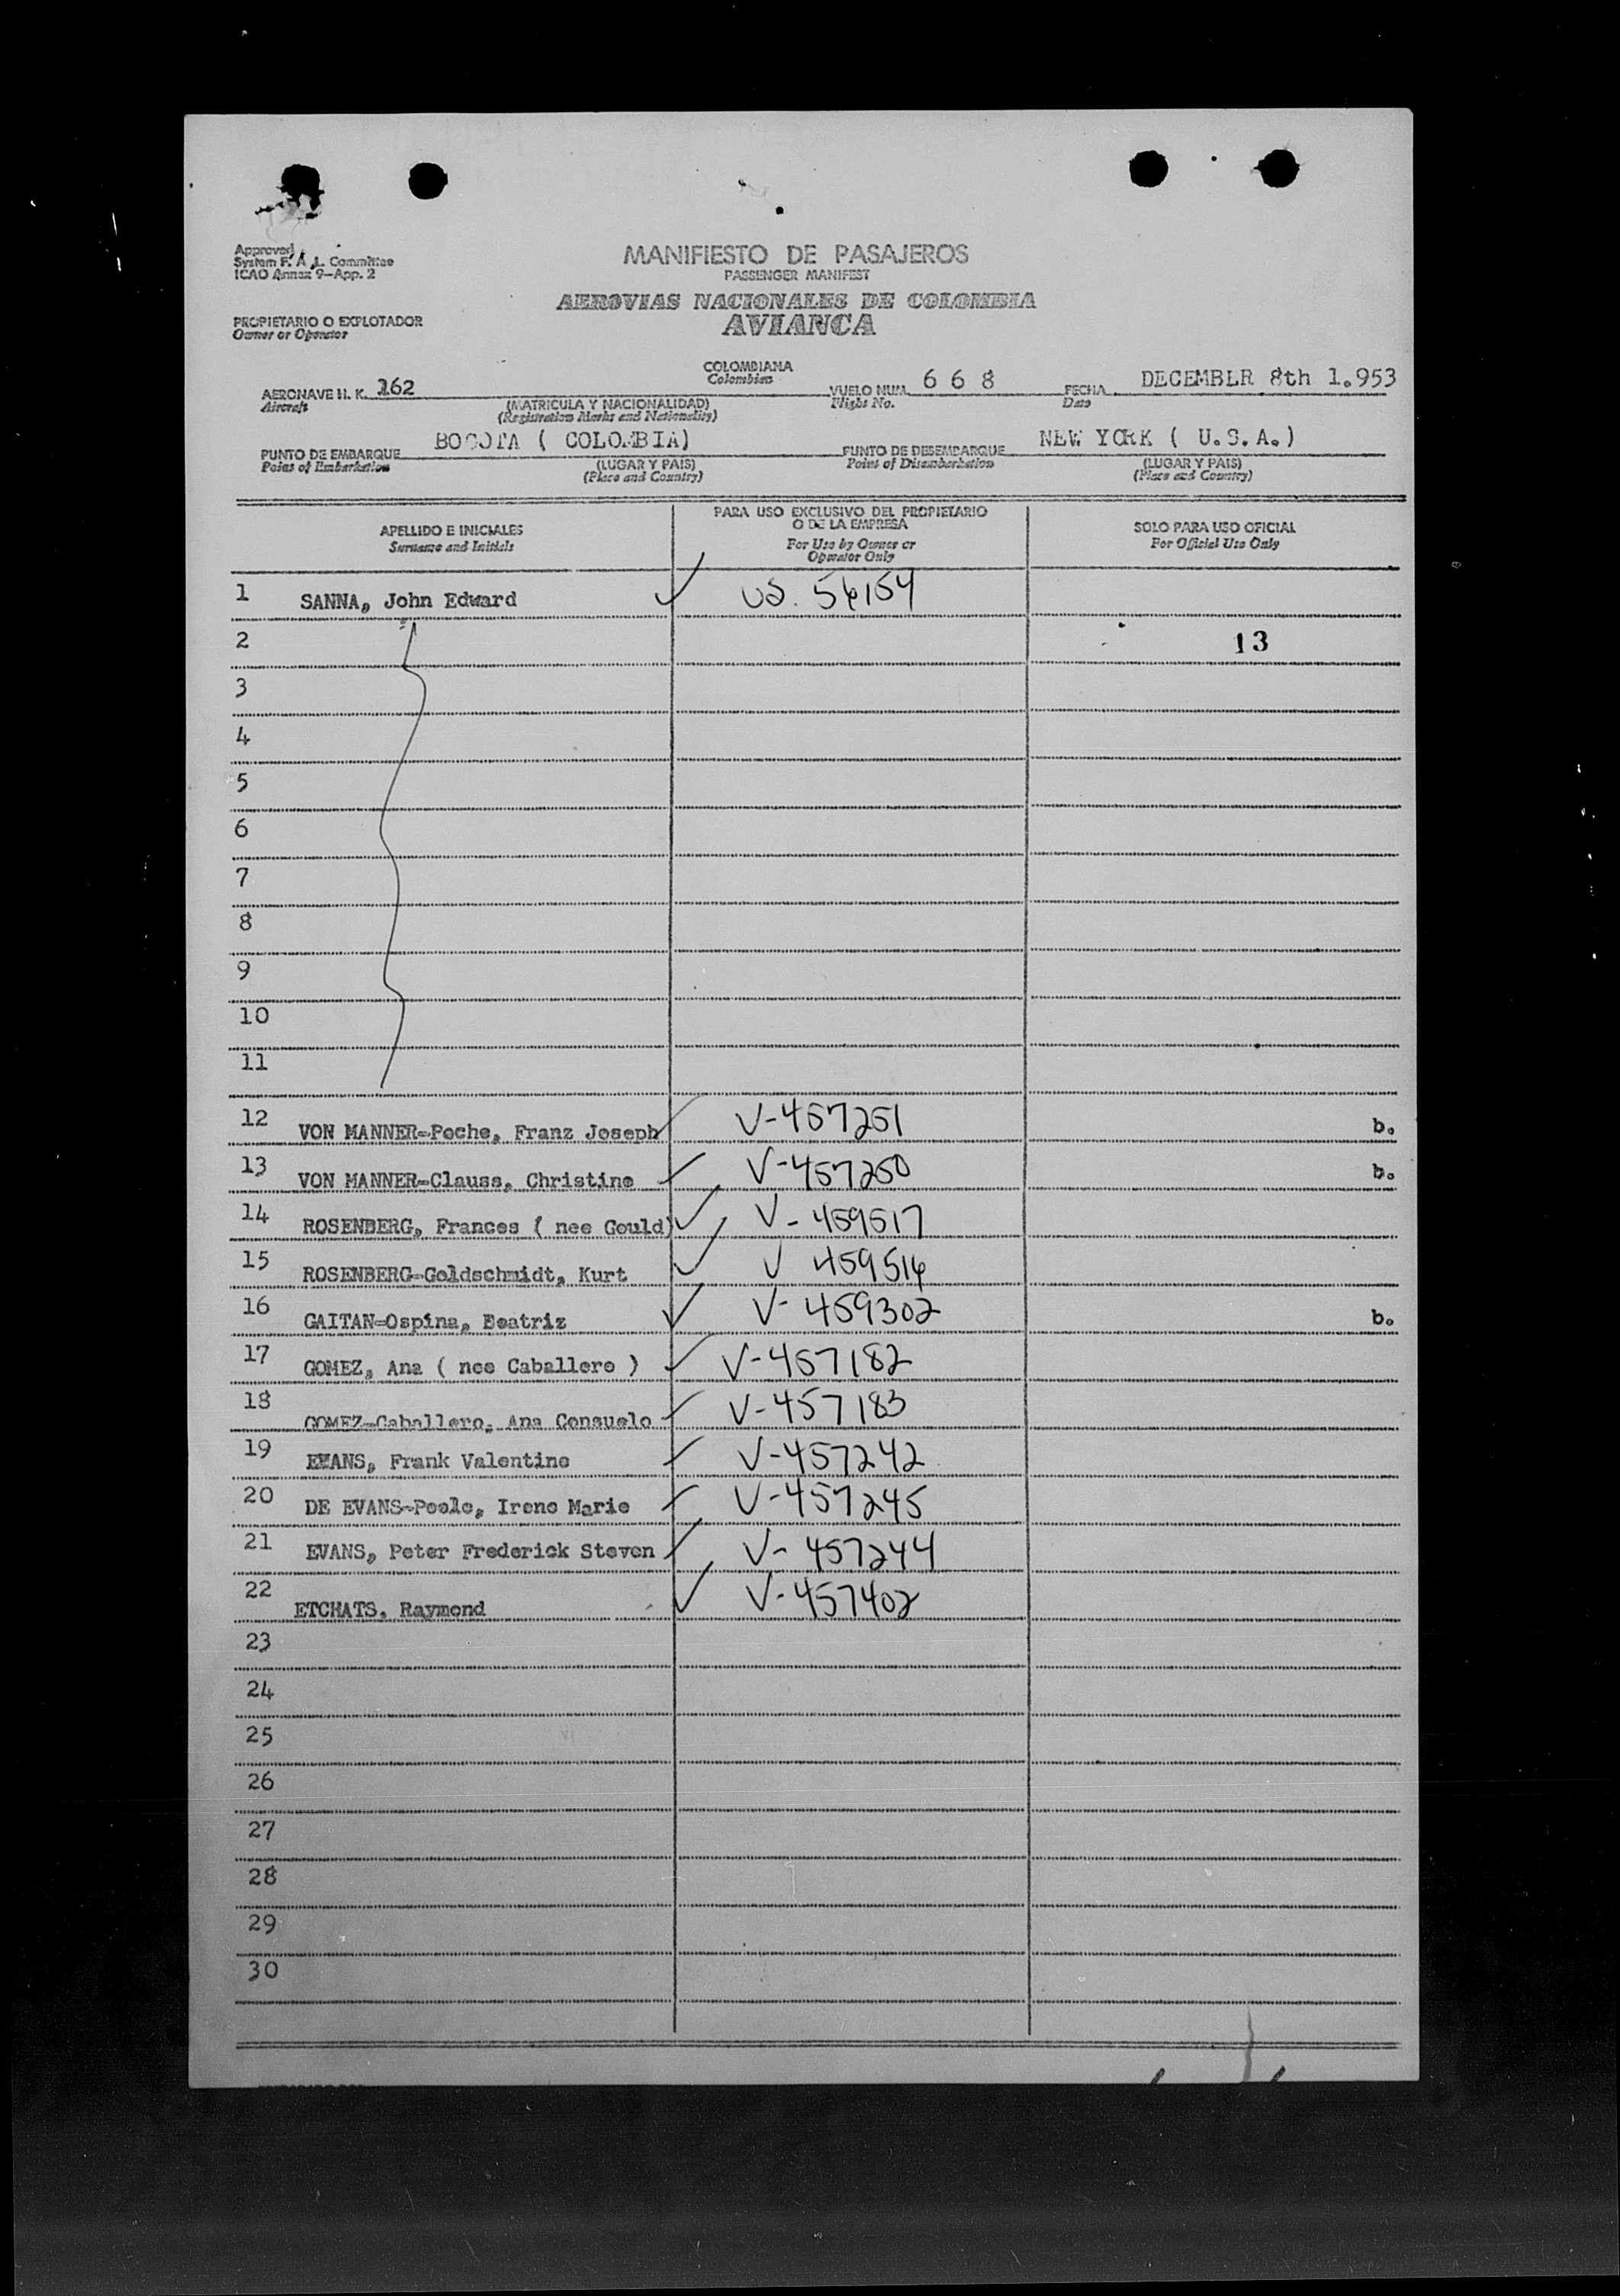 Approved
System F. A. L. Committee
ICAO Annex 9-App. 2
MANIFIESTO DE PASAJEROS
PASSENGER MANIFEST
AEROVIAS NACIONALES DE COLOMBIA
AVIANCA
PROPIETARIO O EXPLOTADOR
Owner or Operator
AERONAVE H. K. 162
Aircraft
(MATRICULA Y NACIONALIDAD)
(Registration Marks and Nationality)
COLOMBIANA
Colombian
VUELO NUM. 6 6 8
Flight No.
FECHA DECEMBER 8th 1.953
Date
PUNTO DE EMBARQUE BOGOTA ( COLOMBIA)
Point of Embarkation
(LUGAR Y PAIS)
(Place and Country)
PUNTO DE DESEMBARQUE NEW YORK ( U.S.A.)
Point of Disembarkation
(LUGAR Y PAIS)
(Place and Country)
APELLIDO E INICIALES
Surname and Initials
PARA USO EXCLUSIVO DEL PROPIETARIO
O DE LA EMPRESA
For Use by Owner or
Operator Only
SOLO PARA USO OFICIAL
For Official Use Only
1 SANNA, John Edward US. 56154
2 13
3
4
5
6
7
8
9
10
11
12 VON MANNER-Poche, Franz Joseph V-457251 b.
13 VON MANNER-Clauss, Christine V-457250 b.
14 ROSENBERG, Frances ( nee Gould) V-459517
15 ROSENBERG-Goldschmidt, Kurt V 459516
16 GAITAN-Ospina, Beatriz V-459302 b.
17 GOMEZ, Ana ( nee Caballero ) V-457182
18 GOMEZ-Caballero, Ana Consuelo V-457183
19 EVANS, Frank Valentine V-457242
20 DE EVANS-Poole, Irene Marie V-457245
21 EVANS, Peter Frederick Steven V-457244
22 ETCHATS, Raymond V-457402
23
24
25
26
27
28
29
30